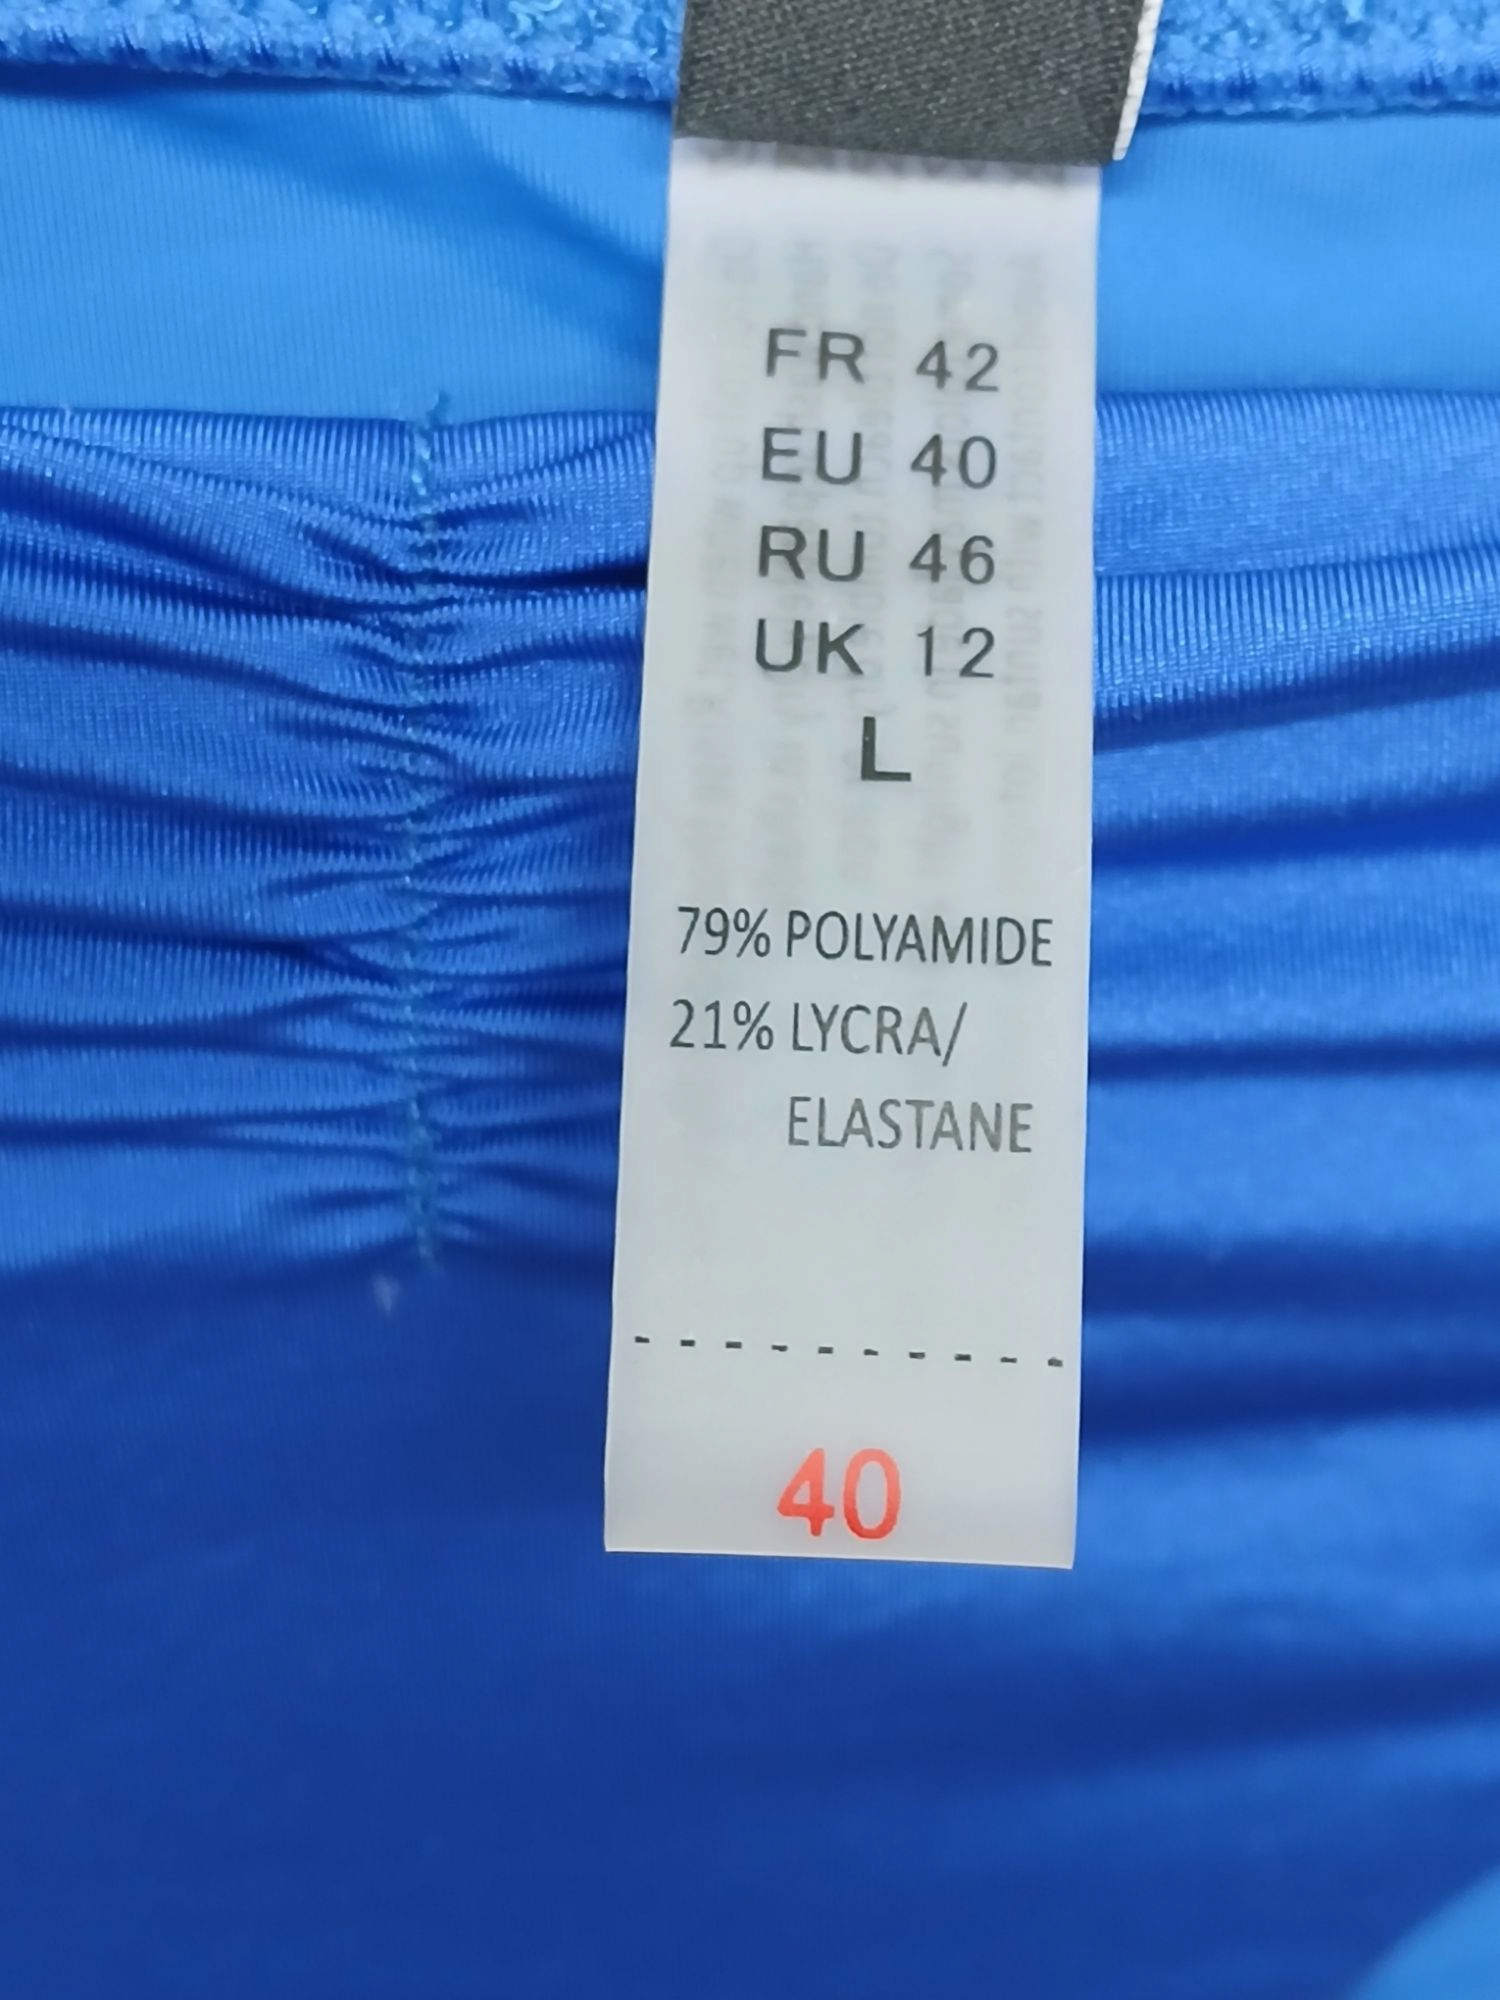 FR 42
EU 40
RU 46
UK 12
L
79% POLYAMIDE
21% LYCRA/
ELASTANE
40